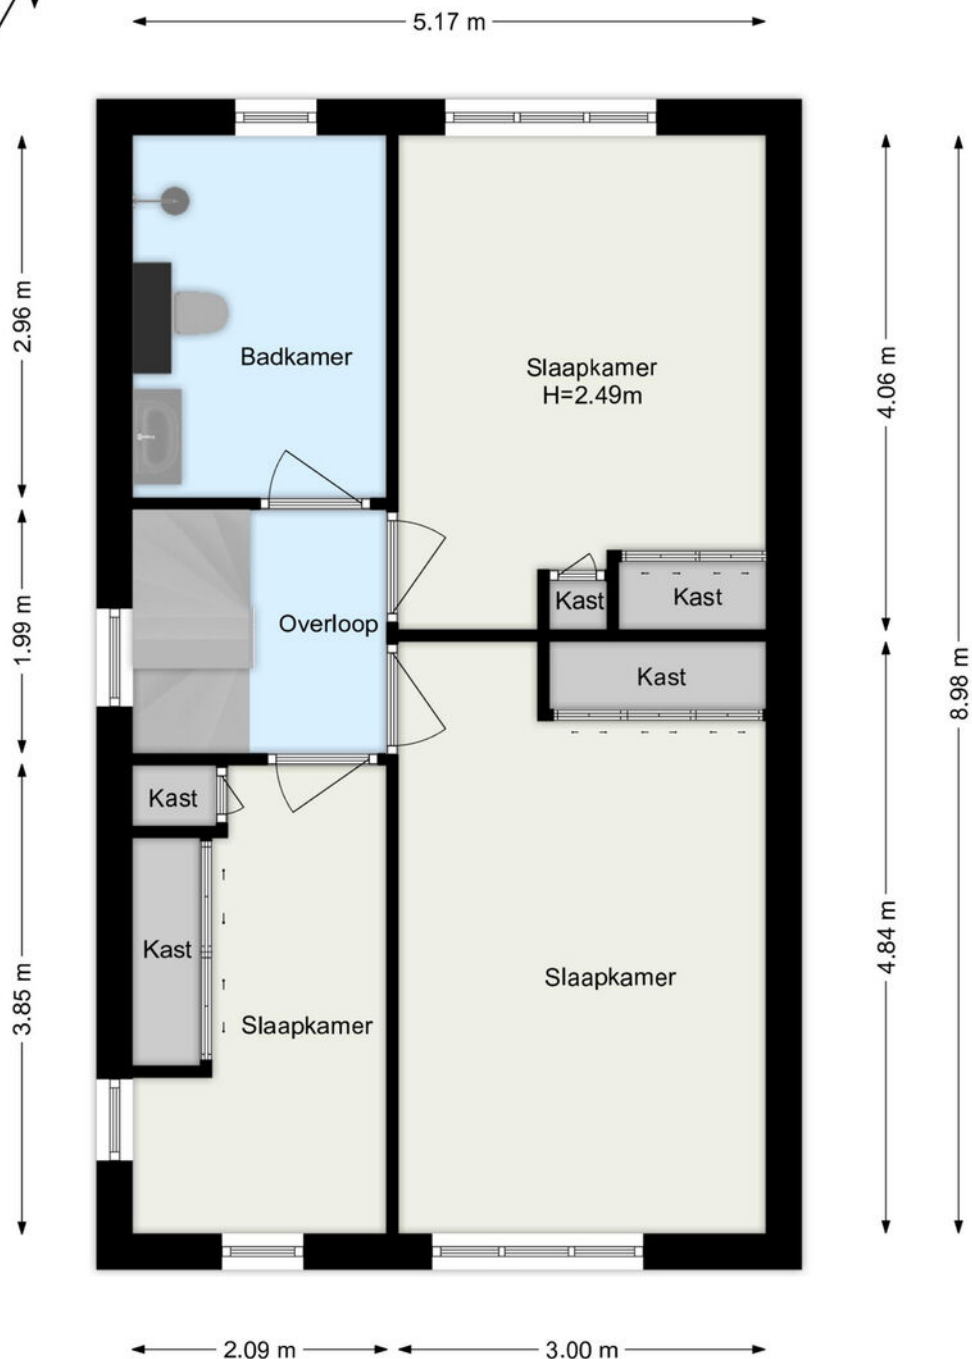 5.17 m
2.96 m
Badkamer
Slaapkamer
H=2.49m
4.06 m
1.99 m
Overloop
Kast
Kast
Kast
8.98 m
Kast
Kast
Slaapkamer
3.85 m
Slaapkamer
4.84 m
2.09 m
3.00 m